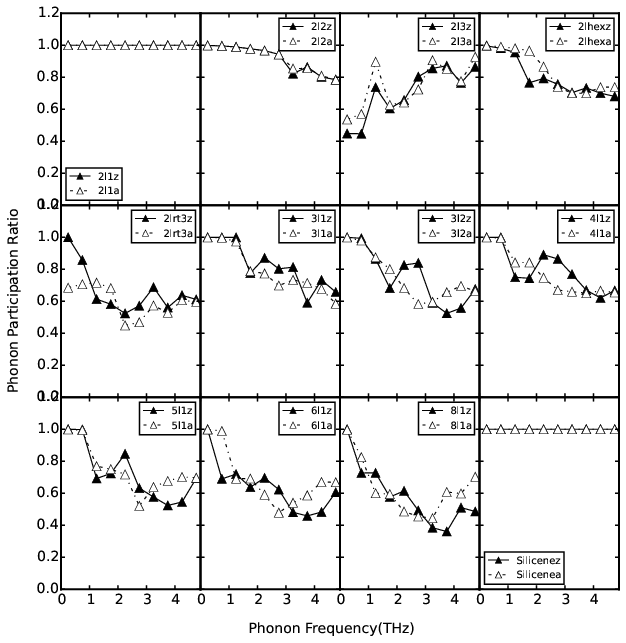 1.2
1.0
0.8
0.6
0.4
0.2
0.0
2l1z
2l1a
2l2z
2l2a
2l3z
2l3a
2lhexz
2lhexa
1.2
1.0
0.8
0.6
0.4
0.2
0.0
2lrt3z
2lrt3a
3l1z
3l1a
3l2z
3l2a
4l1z
4l1a
Phonon Participation Ratio
1.2
1.0
0.8
0.6
0.4
0.2
0.0
5l1z
5l1a
6l1z
6l1a
8l1z
8l1a
Silicenez
Silicenea
0 1 2 3 4 0 1 2 3 4 0 1 2 3 4 0 1 2 3 4
Phonon Frequency(THz)